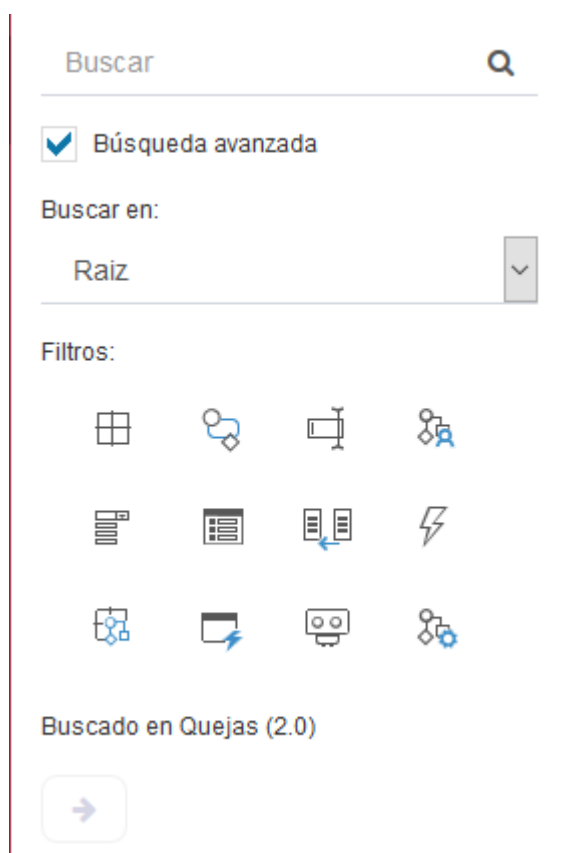 Buscar
Búsqueda avanzada
Buscar en:
Raiz
Filtros:
Buscado en Quejas (2.0)